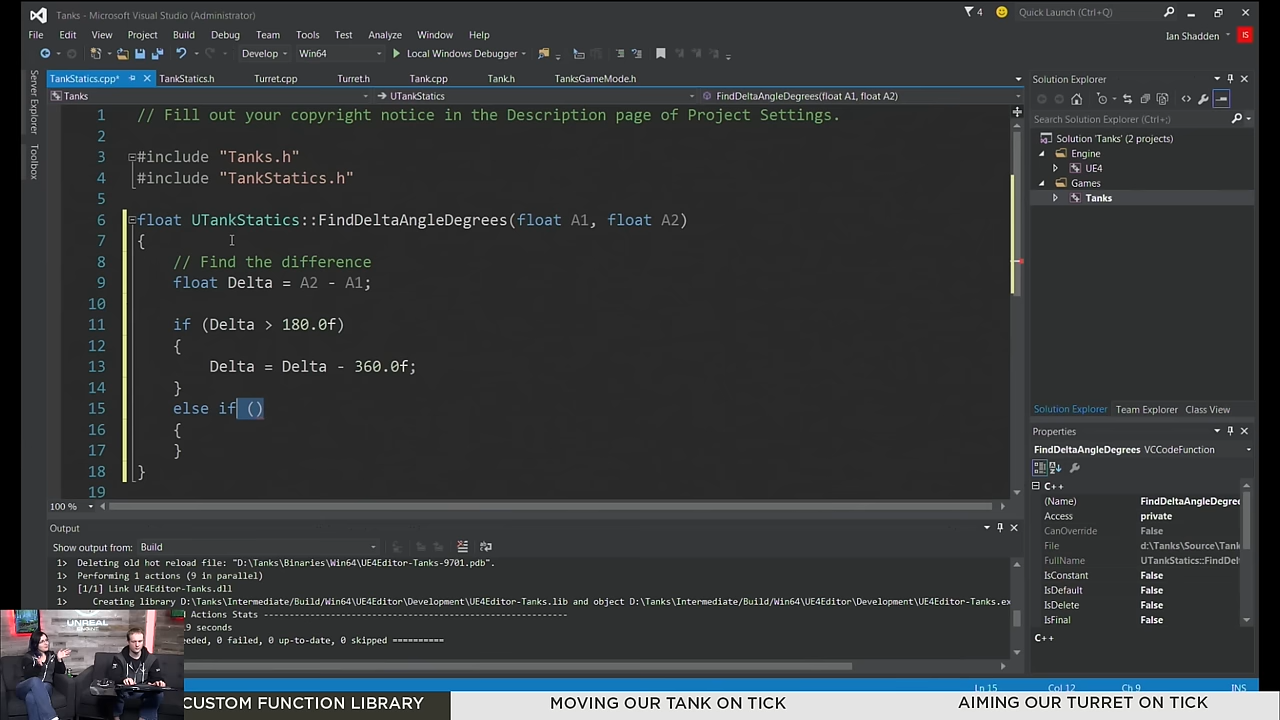 Tanks - Microsoft Visual Studio (Administrator)
4
Quick Launch (Ctrl+Q)
File Edit View Project Build Debug Team Tools Test Analyze Window Help
Ian Shadden
IS
Develop Win64 Local Windows Debugger
Server Explorer
Toolbox
TankStatics.cpp* TankStatics.h Turret.cpp Turret.h Tank.cpp Tank.h TanksGameMode.h
Tanks UTankStatics FindDeltaAngleDegrees(float A1, float A2)
1 // Fill out your copyright notice in the Description page of Project Settings.
2
3 #include "Tanks.h"
4 #include "TankStatics.h"
5
6 float UTankStatics::FindDeltaAngleDegrees(float A1, float A2)
7 {
8 // Find the difference
9 float Delta = A2 - A1;
10
11 if (Delta > 180.0f)
12 {
13 Delta = Delta - 360.0f;
14 }
15 else if ()
16 {
17 }
18 }
19
100 %
Solution Explorer
Search Solution Explorer (Ctrl+;)
Solution 'Tanks' (2 projects)
Engine
UE4
Games
Tanks
Solution Explorer Team Explorer Class View
Properties
FindDeltaAngleDegrees VCCodeFunction
C++
(Name) FindDeltaAngleDegree
Access private
CanOverride False
File d:\Tanks\Source\Tank
FullName UTankStatics::FindDel
IsConstant False
IsDefault False
IsDelete False
IsFinal False
C++
Output
Show output from: Build
1> Deleting old hot reload file: "D:\Tanks\Binaries\Win64\UE4Editor-Tanks-9701.pdb".
1> Performing 1 actions (9 in parallel)
1> [1/1] Link UE4Editor-Tanks.dll
1> Creating library D:\Tanks\Intermediate\Build\Win64\UE4Editor\Development\UE4Editor-Tanks.lib and object D:\Tanks\Intermediate\Build\Win64\UE4Editor\Development\UE4Editor-Tanks.ex
Actions Stats
9 seconds
eeded, 0 failed, 0 up-to-date, 0 skipped ==========
Ln 15 Col 12 Ch 9 INS
UNREAL
CUSTOM FUNCTION LIBRARY
MOVING OUR TANK ON TICK
AIMING OUR TURRET ON TICK